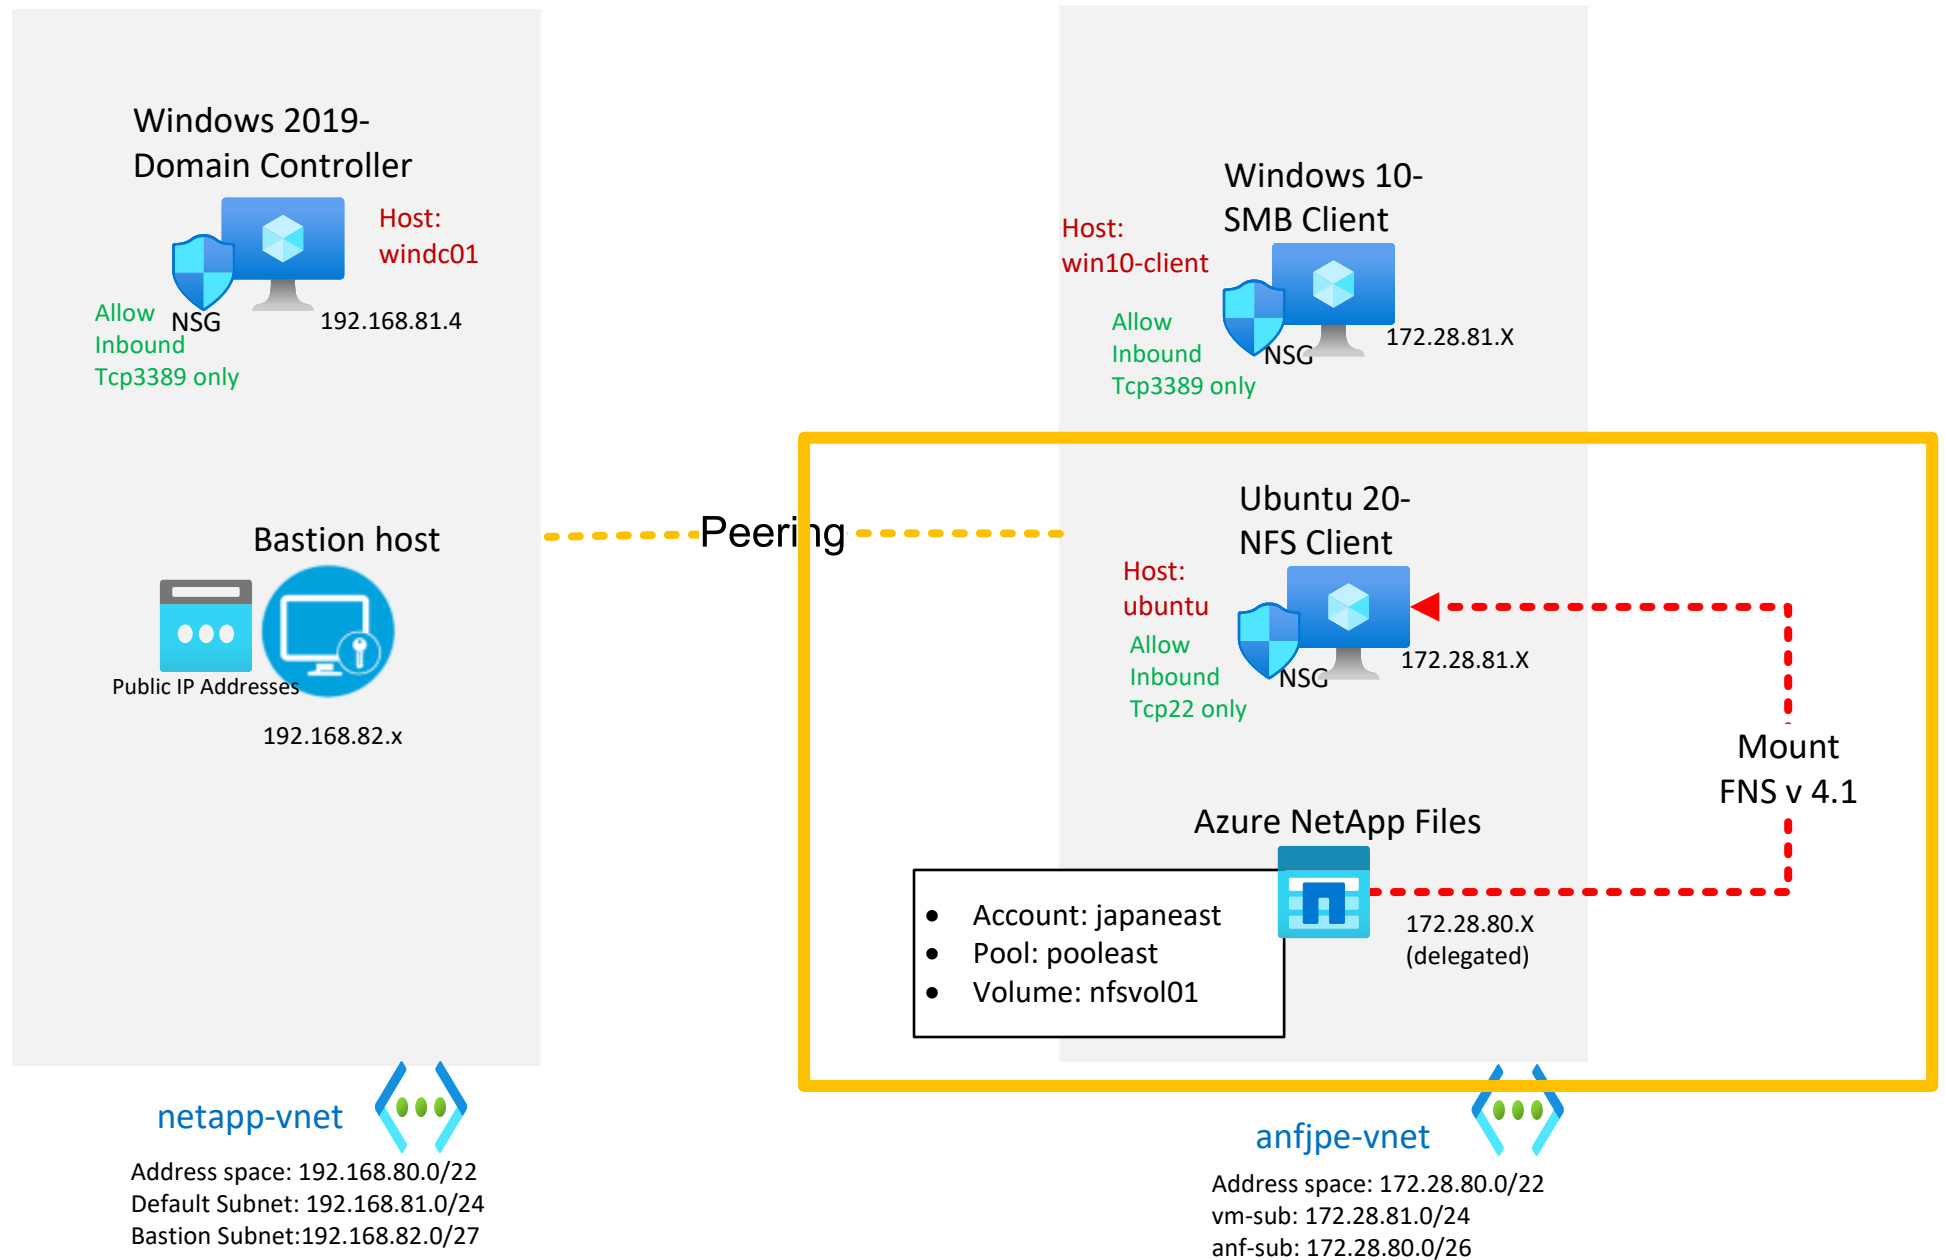 Windows 2019-
Domain Controller
Host:
windc01
Allow
Inbound
Tcp3389 only
NSG
192.168.81.4
Bastion host
Public IP Addresses
192.168.82.x
netapp-vnet
Address space: 192.168.80.0/22
Default Subnet: 192.168.81.0/24
Bastion Subnet:192.168.82.0/27
Peering
Windows 10-
SMB Client
Host:
win10-client
Allow
Inbound
Tcp3389 only
NSG
172.28.81.X
Ubuntu 20-
NFS Client
Host:
ubuntu
Allow
Inbound
Tcp22 only
NSG
172.28.81.X
Mount
FNS v 4.1
Azure NetApp Files
• Account: japaneast
• Pool: pooleast
• Volume: nfsvol01
172.28.80.X
(delegated)
anfjpe-vnet
Address space: 172.28.80.0/22
vm-sub: 172.28.81.0/24
anf-sub: 172.28.80.0/26